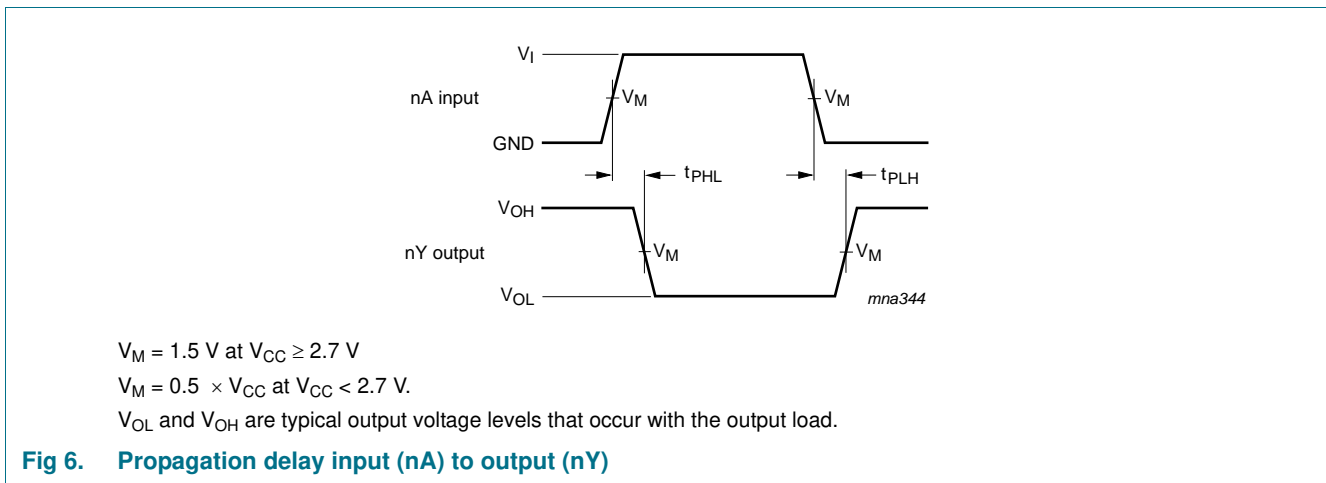 VI
VM
VM
nA input
GND
tPHL
tPLH
VOH
VM
VM
nY output
VOL
mna344
VM = 1.5 V at VCC ≥ 2.7 V
VM = 0.5 × VCC at VCC < 2.7 V.
VOL and VOH are typical output voltage levels that occur with the output load.
Fig 6. Propagation delay input (nA) to output (nY)